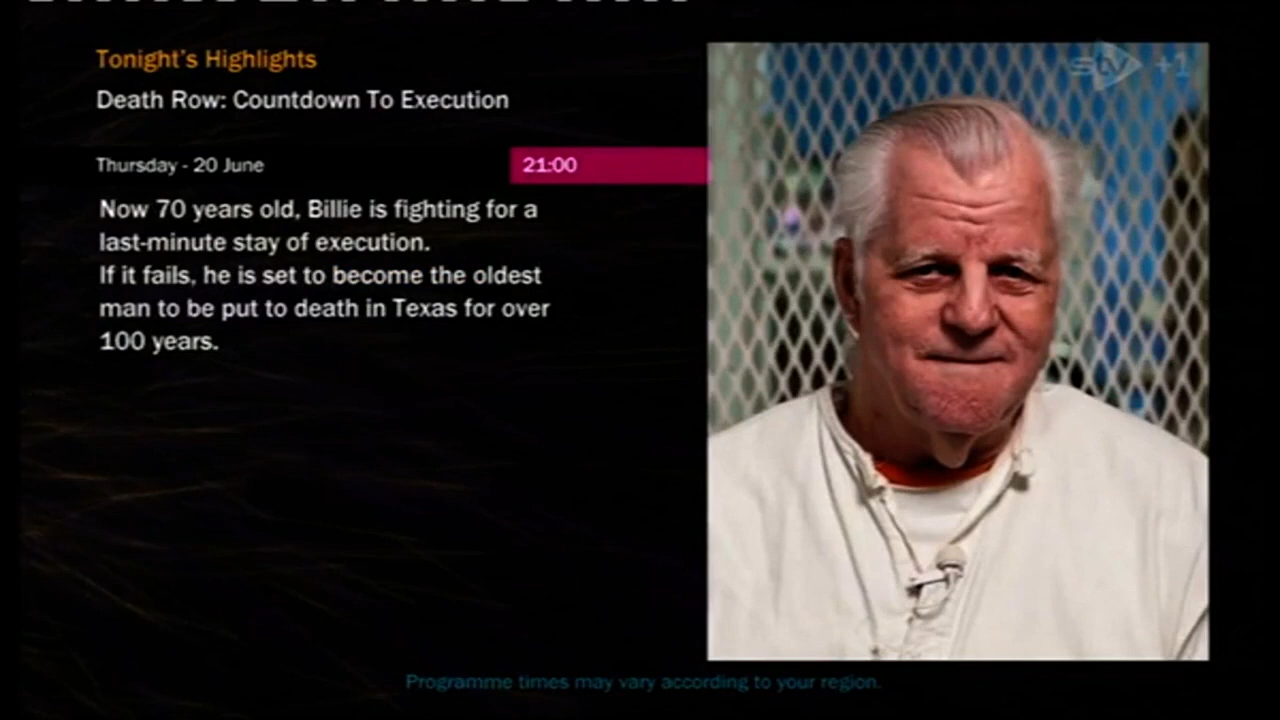 Tonight's Highlights
Death Row: Countdown To Execution
Thursday - 20 June
21:00
Now 70 years old, Billie is fighting for a
last-minute stay of execution.
If it fails, he is set to become the oldest
man to be put to death in Texas for over
100 years.
stv +1
Programme times may vary according to your region.